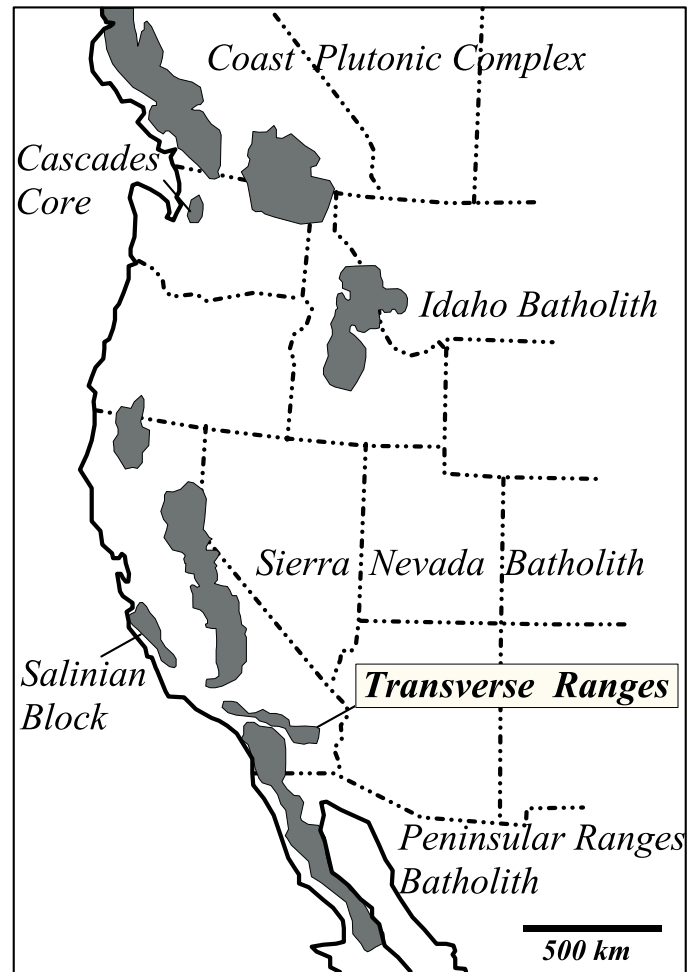 Coast Plutonic Complex
Cascades
Core
Idaho Batholith
Sierra Nevada Batholith
Salinian
Block
Transverse Ranges
Peninsular Ranges
Batholith
500 km